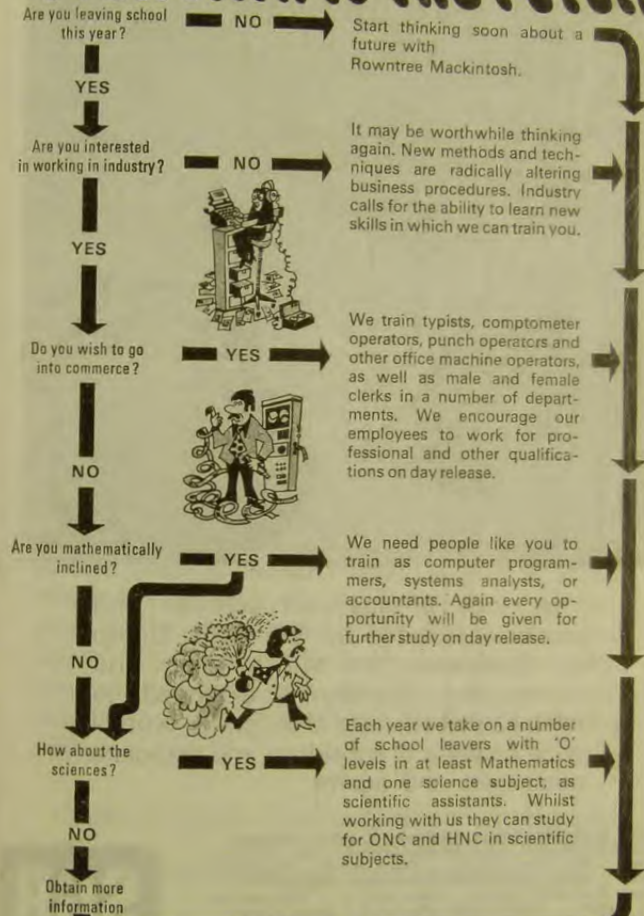 Are you leaving school
this year?
NO
Start thinking soon about a
future with
Rowntree Mackintosh.
YES
Are you interested
in working in industry?
NO
It may be worthwhile thinking
again. New methods and tech-
niques are radically altering
business procedures. Industry
calls for the ability to learn new
skills in which we can train you.
YES
Do you wish to go
into commerce?
YES
We train typists, comptometer
operators, punch operators and
other office machine operators,
as well as male and female
clerks in a number of depart-
ments. We encourage our
employees to work for pro-
fessional and other qualifica-
tions on day release.
NO
Are you mathematically
inclined?
YES
We need people like you to
train as computer program-
mers, systems analysts, or
accountants. Again every op-
portunity will be given for
further study on day release.
NO
How about the
sciences?
YES
Each year we take on a number
of school leavers with 'O'
levels in at least Mathematics
and one science subject, as
scientific assistants. Whilst
working with us they can study
for ONC and HNC in scientific
subjects.
NO
Obtain more
information